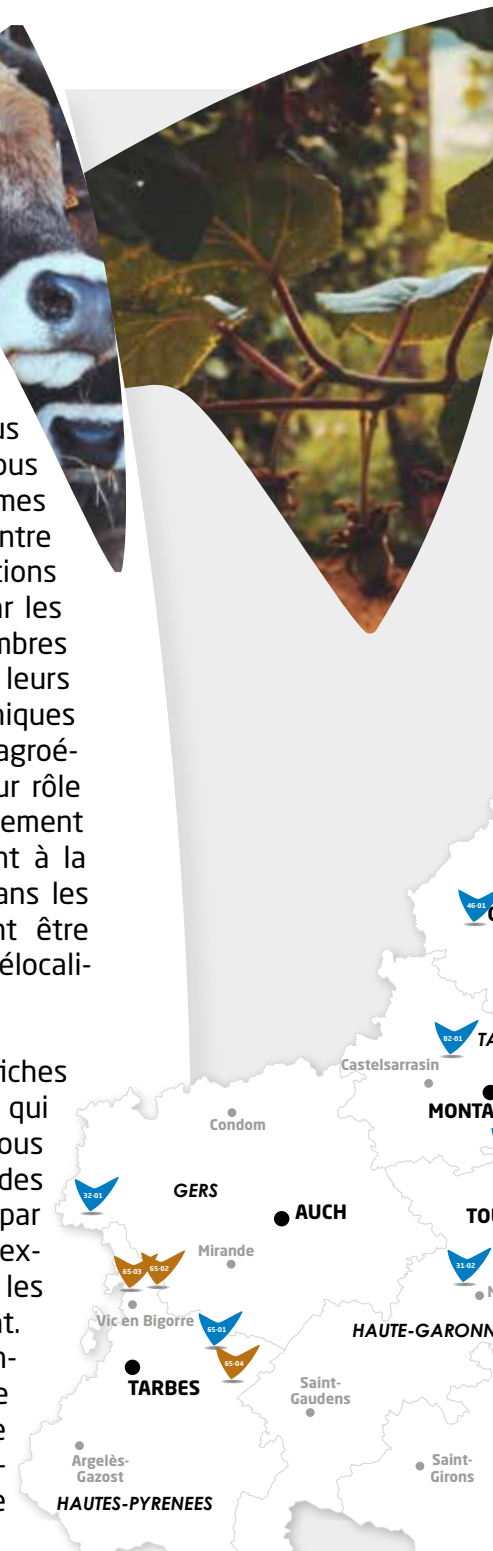 us
ous
mes
ntre
tions
ar les
mbres
leurs
niques
agroé-
ur rôle
ement
nt à la
ans les
nt être
élocali-
iches
qui
ous
des
par
ex-
les
nt.
n-
e
e
-
e
46-01
82-01
TA
Castelsarrasin
MONTA
Condom
32-01
GERS
AUCH
TOU
Mirande
65-03
65-02
31-02
Vic en Bigorre
65-01
HAUTE-GARONN
65-04
TARBES
Saint-
Gaudens
Argelès-
Gazost
Saint-
Girons
HAUTES-PYRENEES